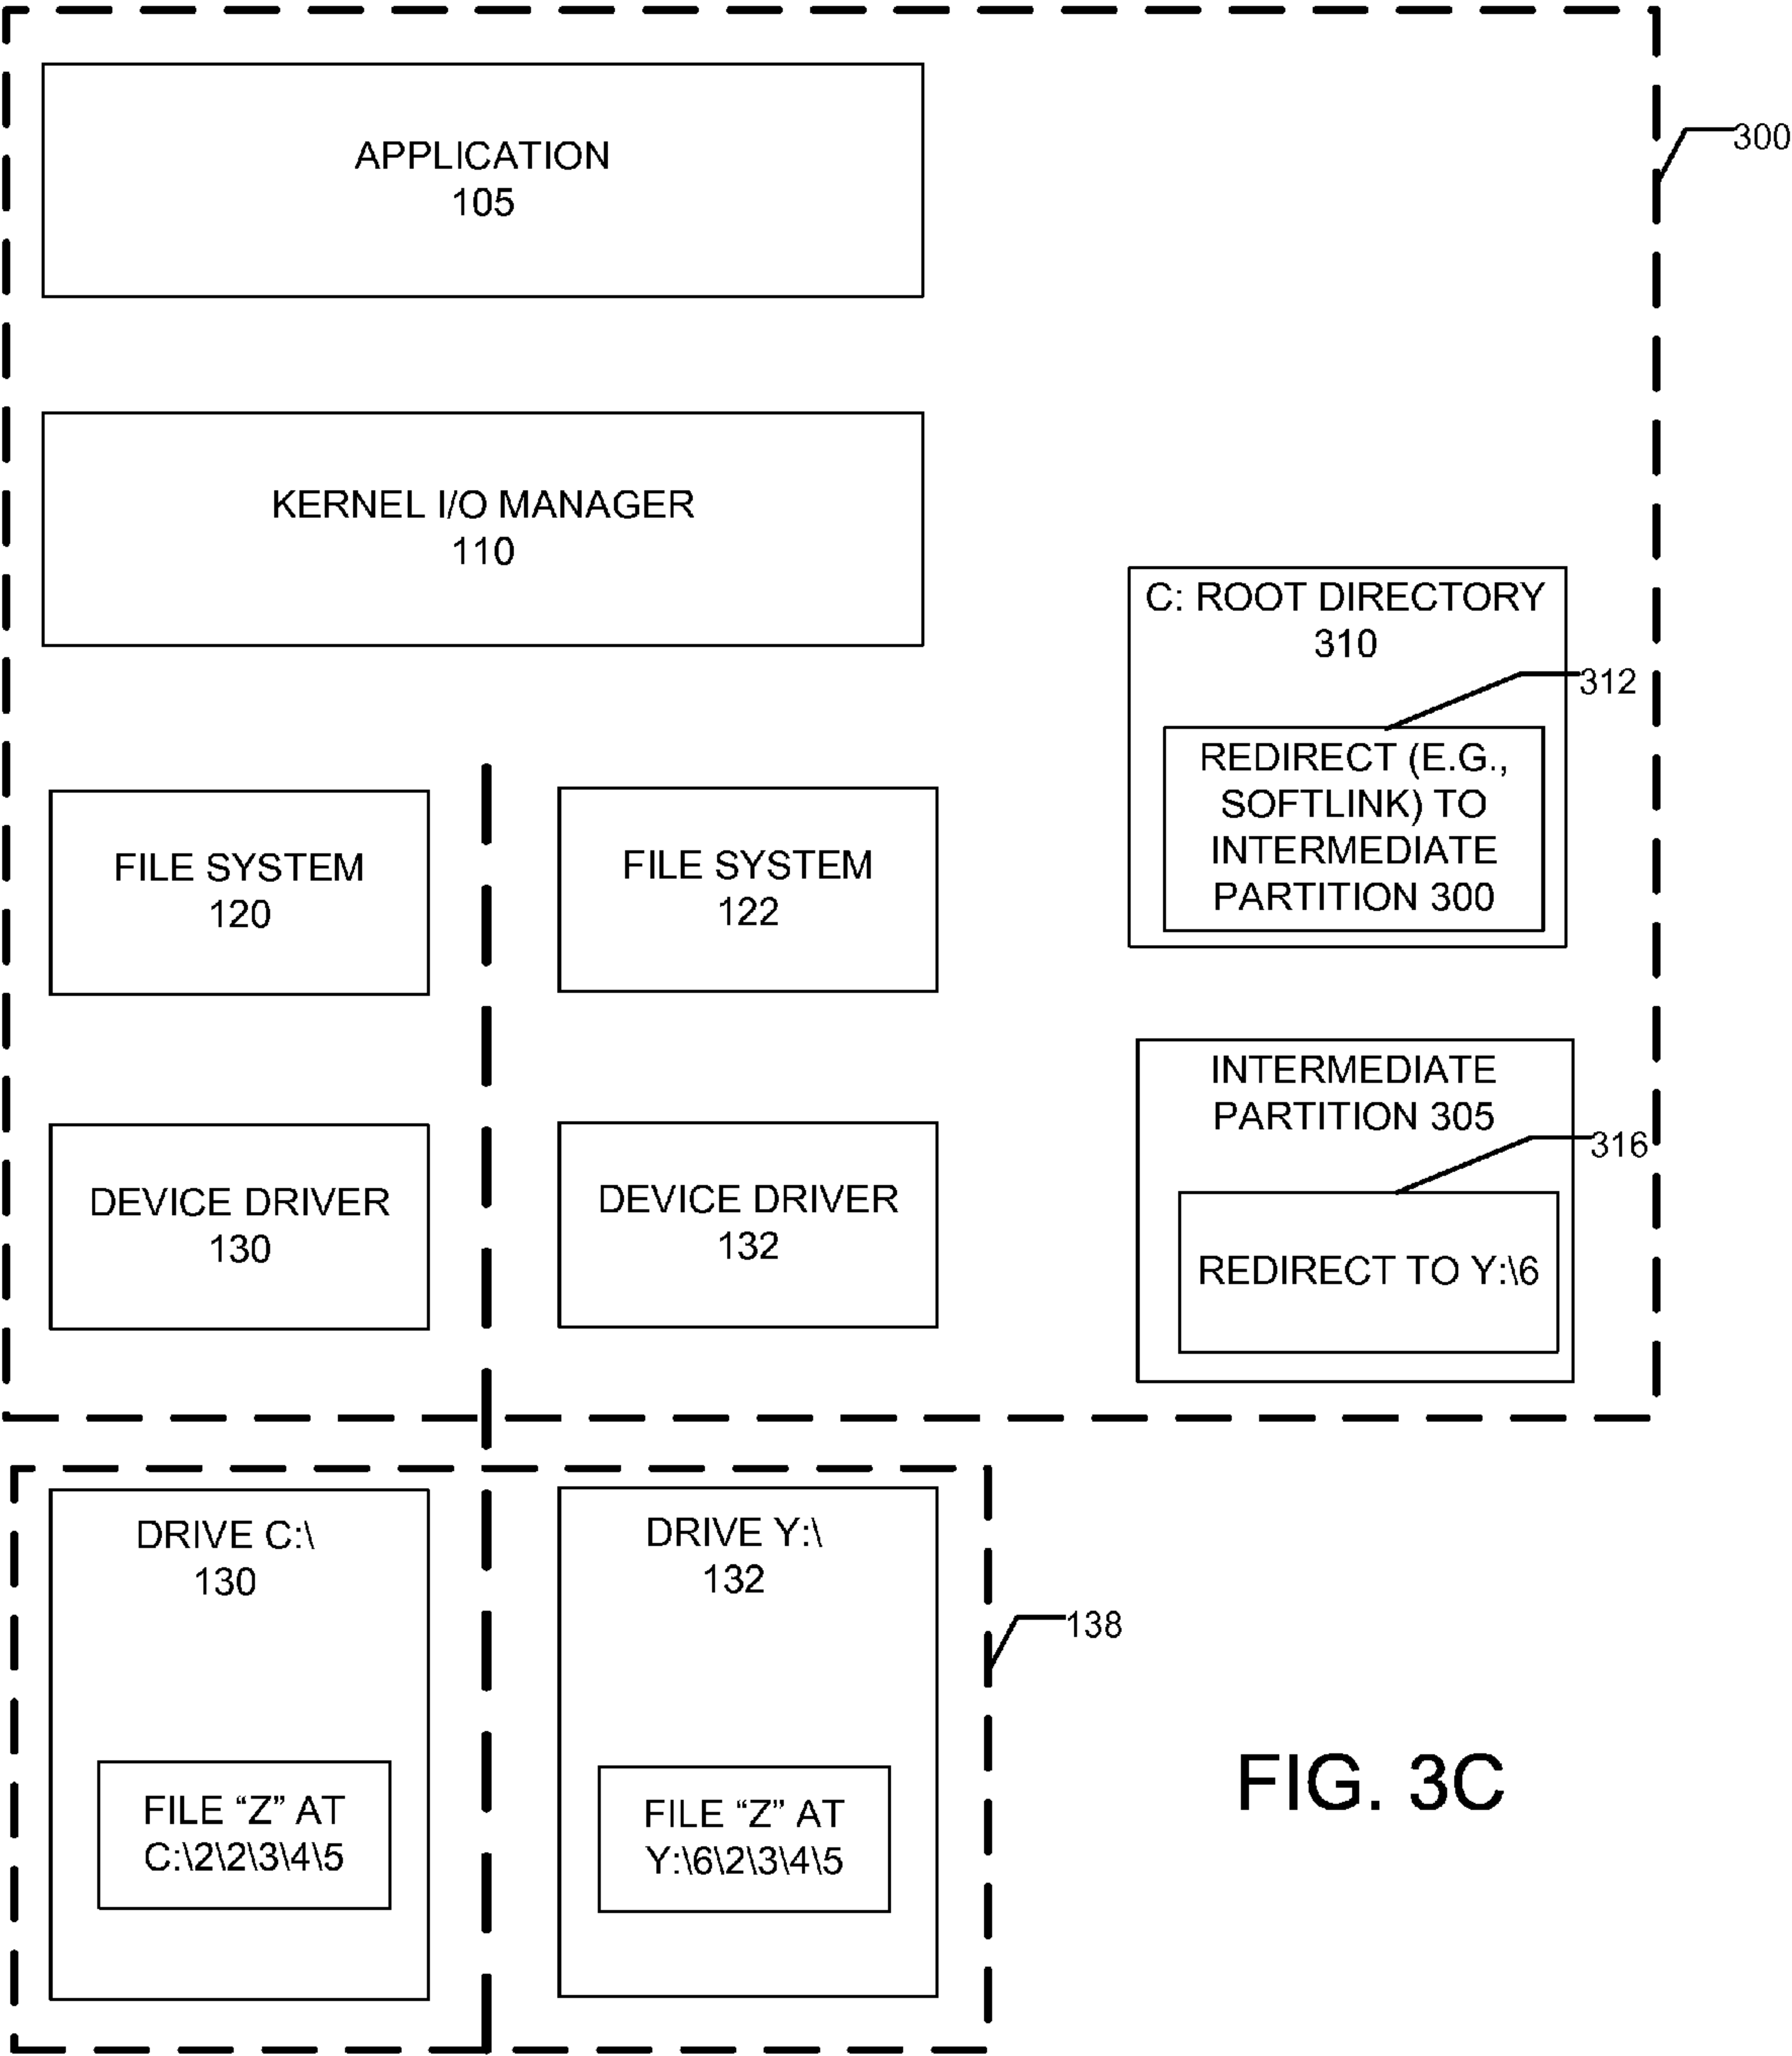 APPLICATION
105
300
KERNEL I/O MANAGER
110
C: ROOT DIRECTORY
310
312
REDIRECT (E.G.,
SOFTLINK) TO
INTERMEDIATE
PARTITION 300
FILE SYSTEM
120
FILE SYSTEM
122
INTERMEDIATE
PARTITION 305
316
REDIRECT TO Y:\6
DEVICE DRIVER
130
DEVICE DRIVER
132
DRIVE C:\
130
DRIVE Y:\
132
138
FILE “Z” AT
C:\2\2\3\4\5
FILE “Z” AT
Y:\6\2\3\4\5
FIG. 3C